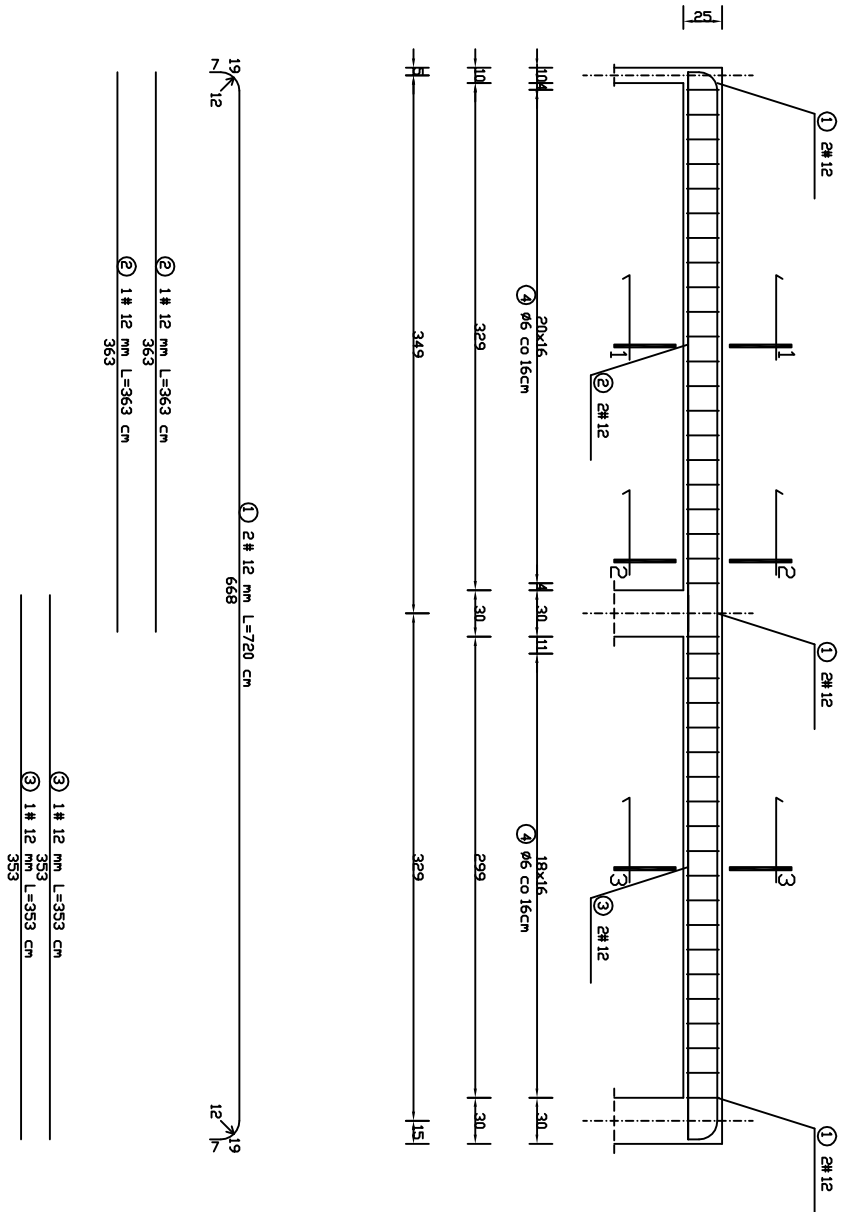 ① 2#12
① 2#12
① 2#12
1
2
3
25
1
2
3
② 2#12
③ 2#12
10 4 20x16 4 30 11 18x16 30
④ ø6 co 16cm
④ ø6 co 16cm
10 329 30 299 30
5 349 329 15
① 2# 12 mm L=720 cm
19 668 19
7 12 12 7
② 1# 12 mm L=363 cm
363
② 1# 12 mm L=363 cm
363
③ 1# 12 mm L=353 cm
353
③ 1# 12 mm L=353 cm
353